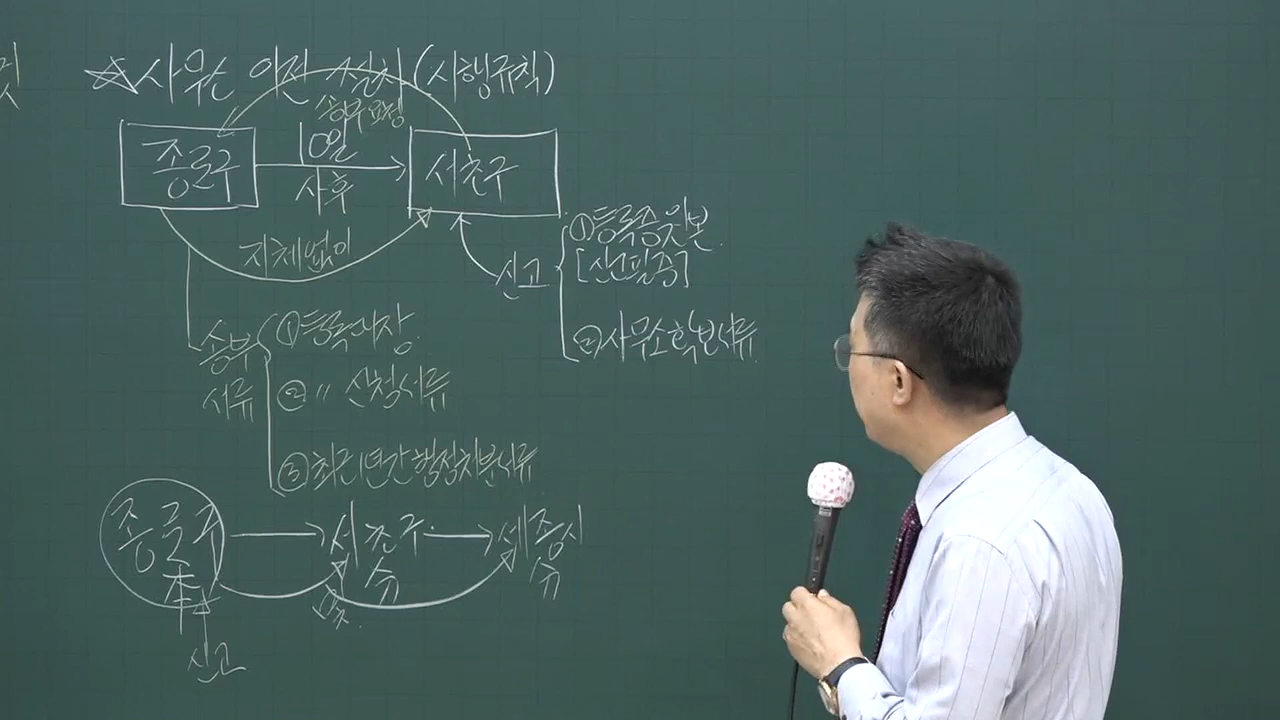 ☆사무소 이전 설치 (시행규칙)
송부요청
종로구
10일
사후
서초구
지체없이
신고
①등록증 원본
[신고필증]
②사무소확보서류
송부
서류
①등록대장
② 〃 신청서류
③최근1년간행정처분서류
종로구
本
서초구
分
세종시
分
신고